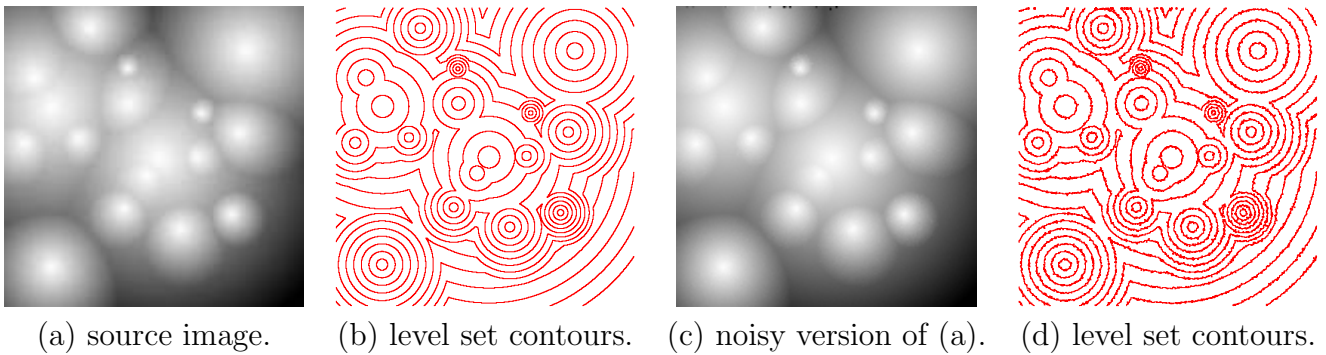 (a) source image. (b) level set contours. (c) noisy version of (a). (d) level set contours.